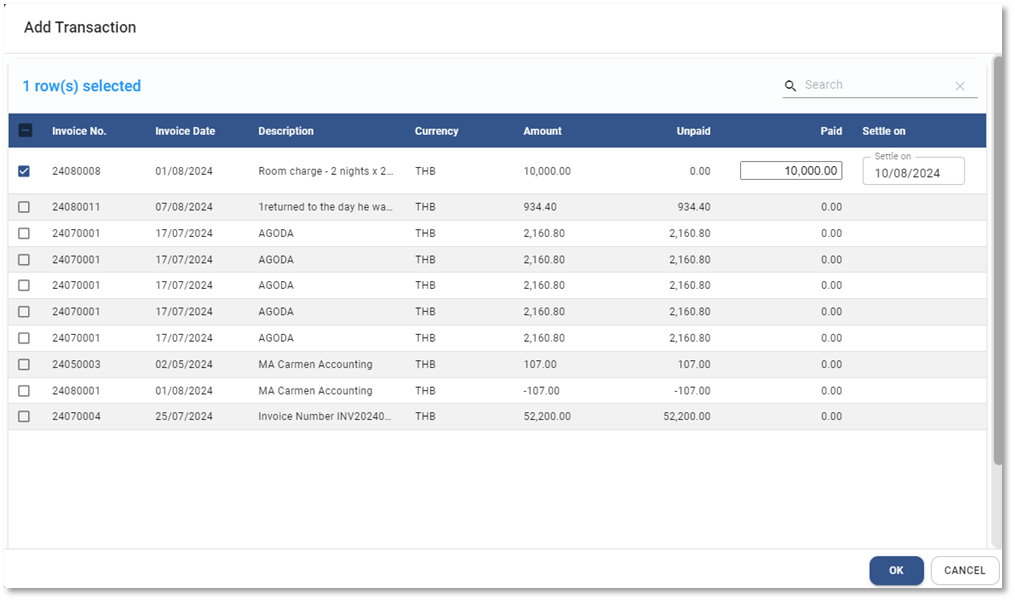 Add Transaction
1 row(s) selected
Search
Invoice No. Invoice Date Description Currency Amount Unpaid Paid Settle on
Settle on
24080008 01/08/2024 Room charge - 2 nights x 2... THB 10,000.00 0.00 10,000.00 10/08/2024
24080011 07/08/2024 1returned to the day he wa... THB 934.40 934.40 0.00
24070001 17/07/2024 AGODA THB 2,160.80 2,160.80 0.00
24070001 17/07/2024 AGODA THB 2,160.80 2,160.80 0.00
24070001 17/07/2024 AGODA THB 2,160.80 2,160.80 0.00
24070001 17/07/2024 AGODA THB 2,160.80 2,160.80 0.00
24070001 17/07/2024 AGODA THB 2,160.80 2,160.80 0.00
24050003 02/05/2024 MA Carmen Accounting THB 107.00 107.00 0.00
24080001 01/08/2024 MA Carmen Accounting THB -107.00 -107.00 0.00
24070004 25/07/2024 Invoice Number INV20240... THB 52,200.00 52,200.00 0.00
OK CANCEL